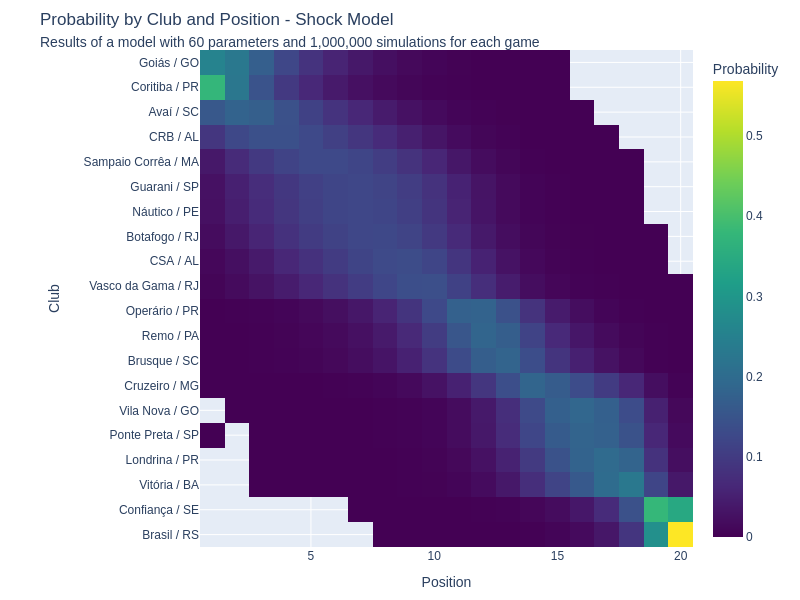 Probability by Club and Position - Shock Model
Results of a model with 60 parameters and 1,000,000 simulations for each game
Probability
Goiás / GO
Coritiba / PR
Avaí / SC
CRB / AL
Sampaio Corrêa / MA
Guarani / SP
Náutico / PE
Botafogo / RJ
CSA / AL
Vasco da Gama / RJ
Operário / PR
Remo / PA
Brusque / SC
Cruzeiro / MG
Vila Nova / GO
Ponte Preta / SP
Londrina / PR
Vitória / BA
Confiança / SE
Brasil / RS
Club
5
10
15
20
Position
0.5
0.4
0.3
0.2
0.1
0